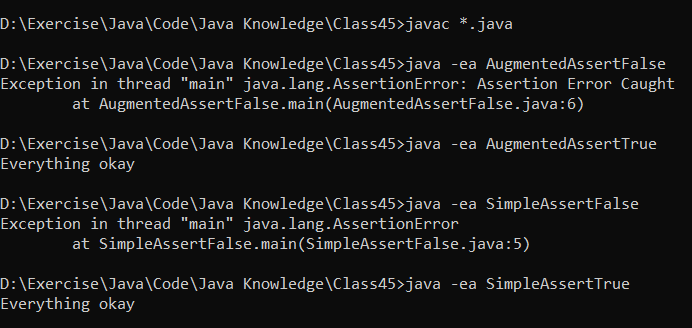 D:\Exercise\Java\Code\Java Knowledge\Class45>javac *.java
D:\Exercise\Java\Code\Java Knowledge\Class45>java -ea AugmentedAssertFalse
Exception in thread "main" java.lang.AssertionError: Assertion Error Caught
        at AugmentedAssertFalse.main(AugmentedAssertFalse.java:6)
D:\Exercise\Java\Code\Java Knowledge\Class45>java -ea AugmentedAssertTrue
Everything okay
D:\Exercise\Java\Code\Java Knowledge\Class45>java -ea SimpleAssertFalse
Exception in thread "main" java.lang.AssertionError
        at SimpleAssertFalse.main(SimpleAssertFalse.java:5)
D:\Exercise\Java\Code\Java Knowledge\Class45>java -ea SimpleAssertTrue
Everything okay